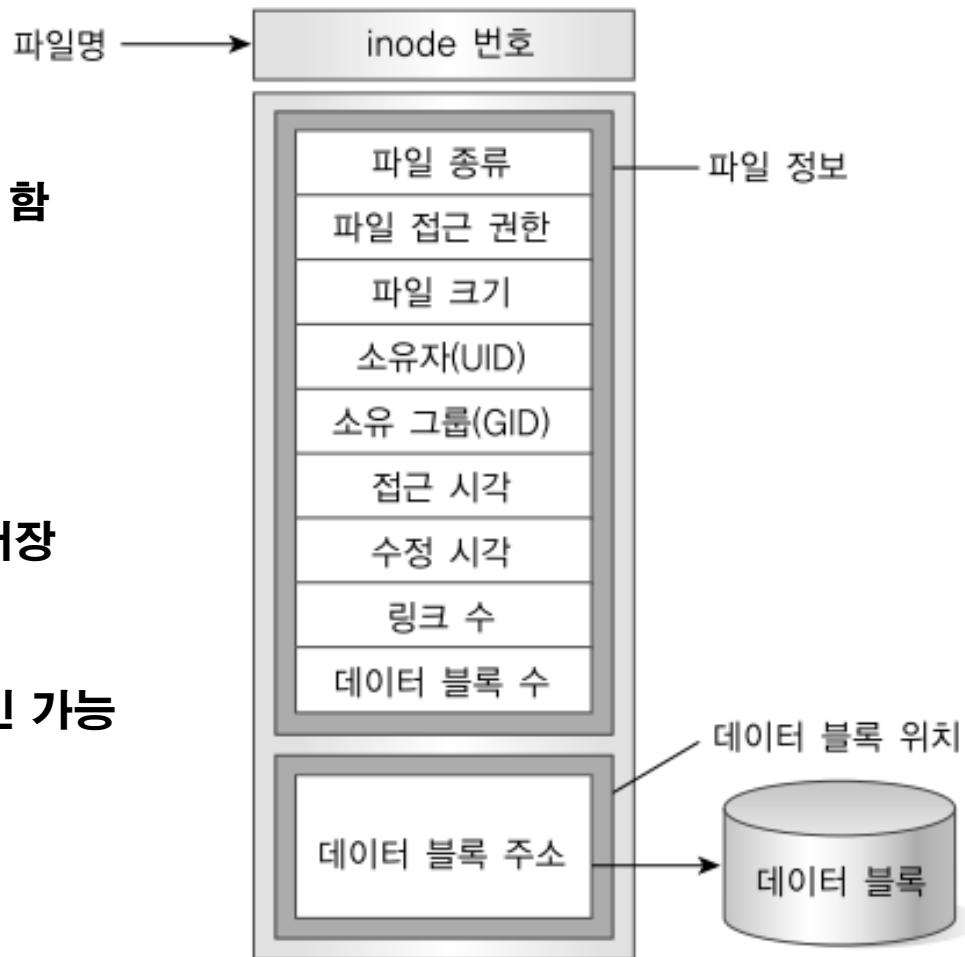 파일명
inode 번호
파일 종류
파일 정보
함
파일 접근 권한
파일 크기
소유자(UID)
소유 그룹(GID)
접근 시각
수정 시각
링크 수
데이터 블록 수
가능
데이터 블록 위치
데이터 블록 주소
데이터 블록